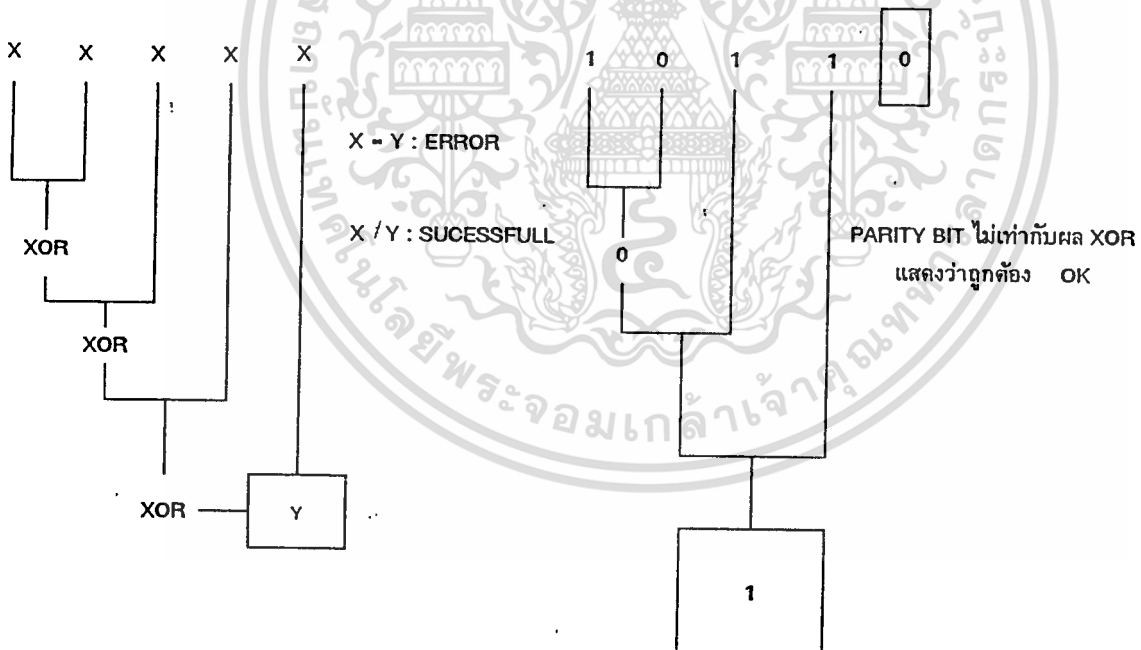 X X X X X
XOR
XOR
XOR
Y
X = Y : ERROR
X / Y : SUCESSFULL
1 0 1 1 0
0
1
PARITY BIT ไม่เท่ากับผล XOR
แสดงว่าถูกต้อง OK